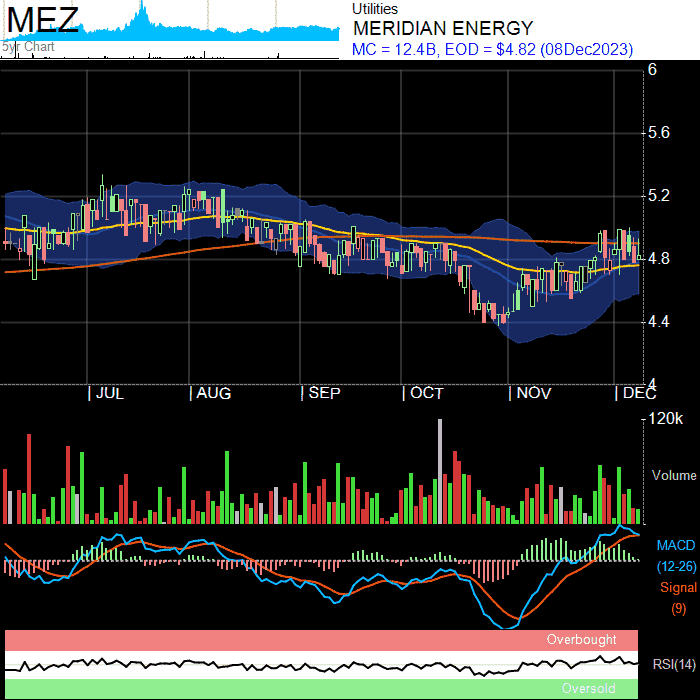 MEZ
5yr Chart
Utilities
MERIDIAN ENERGY
MC = 12.4B, EOD = $4.82 (08Dec2023)
6
5.6
5.2
4.8
4.4
4
JUL
AUG
SEP
OCT
NOV
DEC
120k
Volume
MACD
(12-26)
Signal
(9)
Overbought
RSI(14)
Oversold